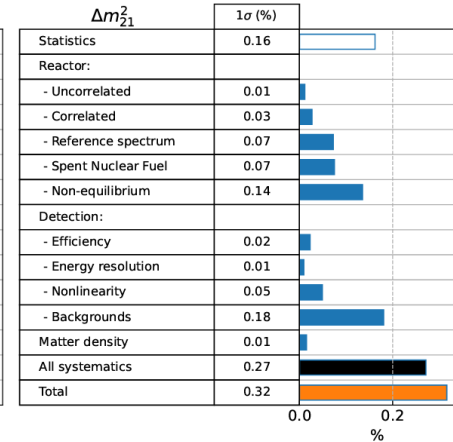 Δm²₂₁ 1σ (%)
Statistics 0.16
Reactor:
- Uncorrelated 0.01
- Correlated 0.03
- Reference spectrum 0.07
- Spent Nuclear Fuel 0.07
- Non-equilibrium 0.14
Detection:
- Efficiency 0.02
- Energy resolution 0.01
- Nonlinearity 0.05
- Backgrounds 0.18
Matter density 0.01
All systematics 0.27
Total 0.32
0.0 0.2
%